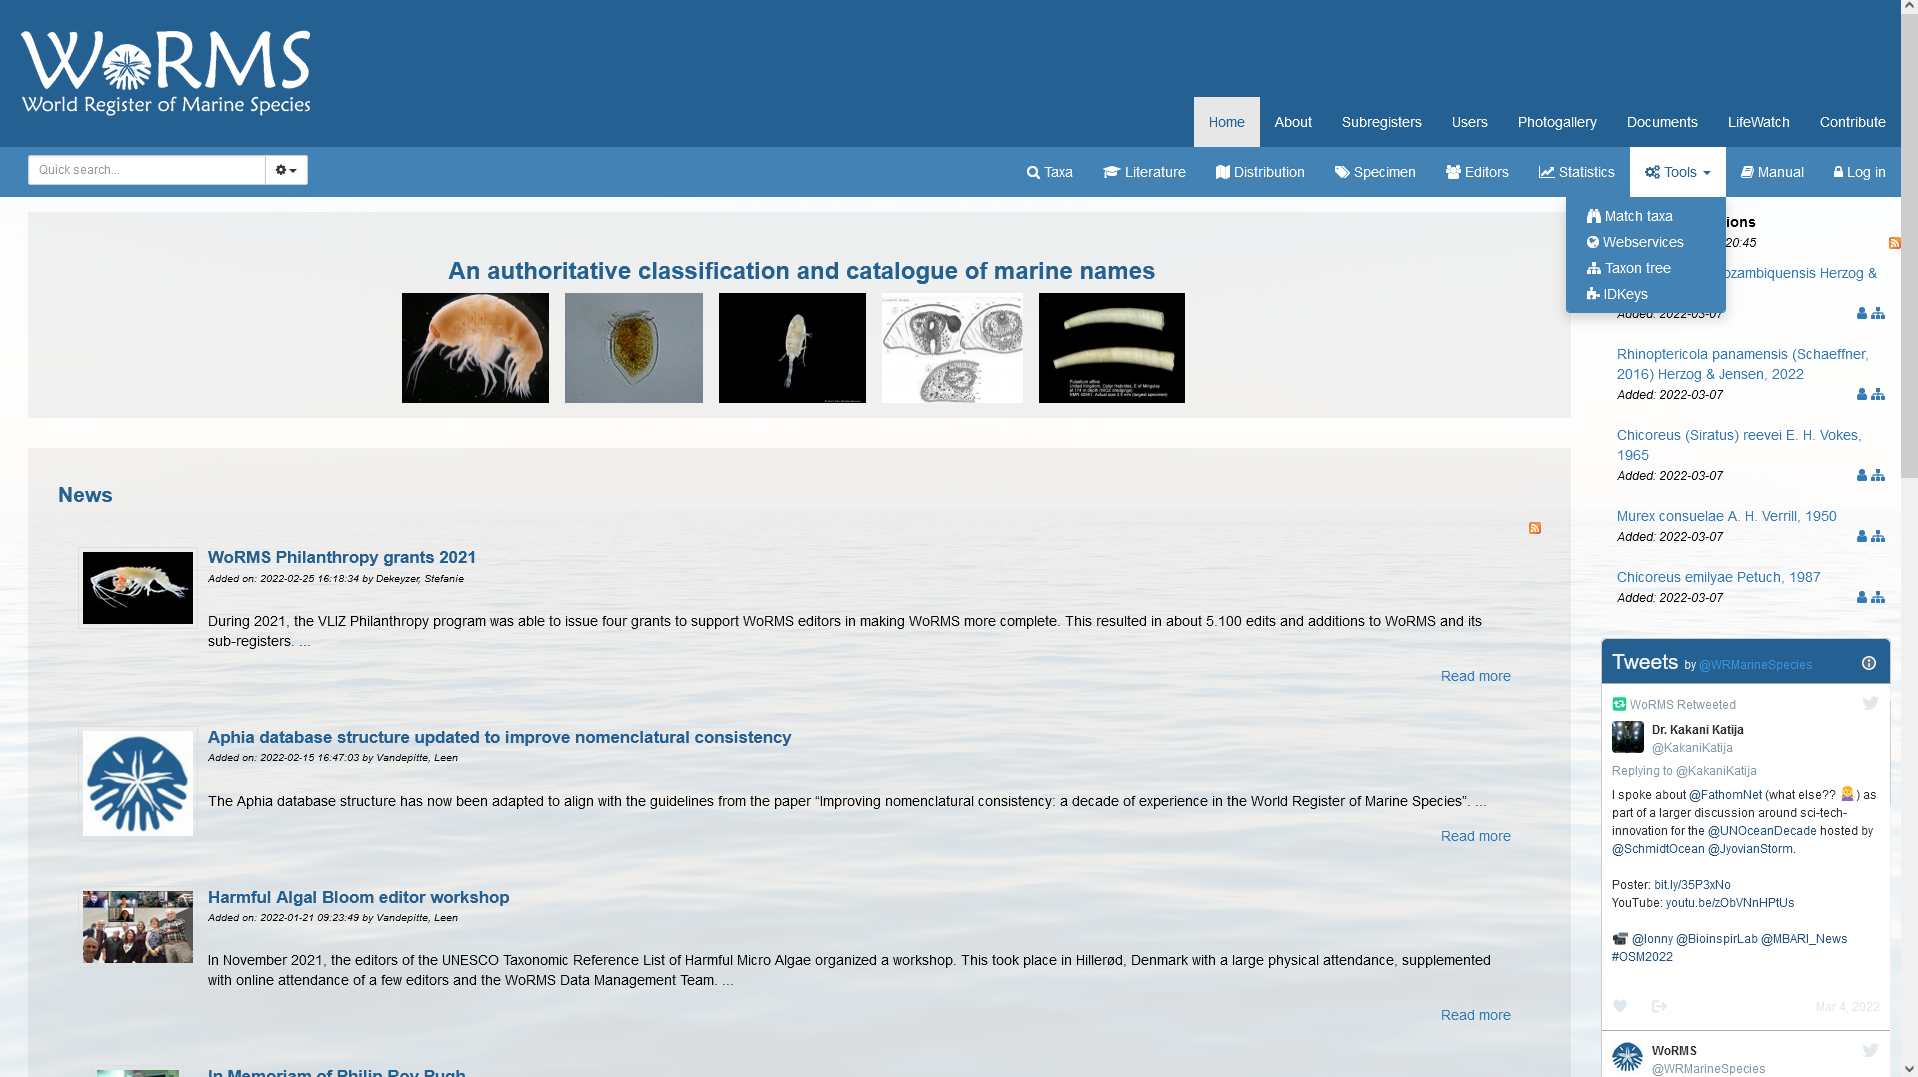 WoRMS
World Register of Marine Species
Home About Subregisters Users Photogallery Documents LifeWatch Contribute
Quick search...
Taxa Literature Distribution Specimen Editors Statistics Tools Manual Log in
Match taxa
Webservices
Taxon tree
IDKeys
ions
20:45
ozambiquensis Herzog &
Added: 2022-03-07
Rhinoptericola panamensis (Schaeffner,
2016) Herzog & Jensen, 2022
Added: 2022-03-07
Chicoreus (Siratus) reevei E. H. Vokes,
1965
Added: 2022-03-07
Murex consuelae A. H. Verrill, 1950
Added: 2022-03-07
Chicoreus emilyae Petuch, 1987
Added: 2022-03-07
An authoritative classification and catalogue of marine names
News
WoRMS Philanthropy grants 2021
Added on: 2022-02-25 16:18:34 by Dekeyzer, Stefanie
During 2021, the VLIZ Philanthropy program was able to issue four grants to support WoRMS editors in making WoRMS more complete. This resulted in about 5.100 edits and additions to WoRMS and its
sub-registers. ...
Read more
Aphia database structure updated to improve nomenclatural consistency
Added on: 2022-02-15 16:47:03 by Vandepitte, Leen
The Aphia database structure has now been adapted to align with the guidelines from the paper “Improving nomenclatural consistency: a decade of experience in the World Register of Marine Species”. ...
Read more
Harmful Algal Bloom editor workshop
Added on: 2022-01-21 09:23:49 by Vandepitte, Leen
In November 2021, the editors of the UNESCO Taxonomic Reference List of Harmful Micro Algae organized a workshop. This took place in Hillerød, Denmark with a large physical attendance, supplemented
with online attendance of a few editors and the WoRMS Data Management Team. ...
Read more
In Memoriam of Philip Roy Pugh
Tweets by @WRMarineSpecies
WoRMS Retweeted
Dr. Kakani Katija
@KakaniKatija
Replying to @KakaniKatija
I spoke about @FathomNet (what else?? 🤷‍♀️) as
part of a larger discussion around sci-tech-
innovation for the @UNOceanDecade hosted by
@SchmidtOcean @JyovianStorm.
Poster: bit.ly/35P3xNo
YouTube: youtu.be/zObVNnHPtUs
📹 @lonny @BioinspirLab @MBARI_News
#OSM2022
Mar 4, 2022
WoRMS
@WRMarineSpecies